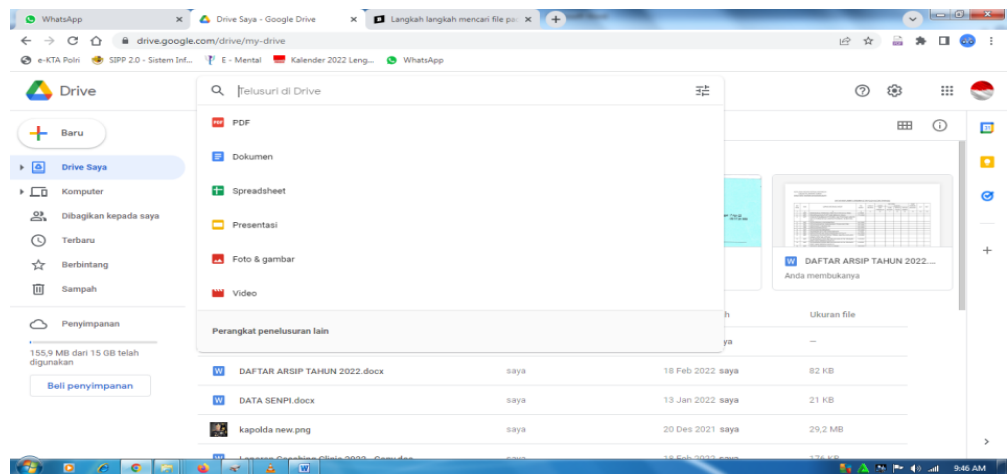 WhatsApp
Drive Saya - Google Drive
Langkah langkah mencari file pa
drive.google.com/drive/my-drive
e-KTA Polri
SIPP 2.0 - Sistem Inf...
E - Mental
Kalender 2022 Leng...
WhatsApp
Drive
Telusuri di Drive
Baru
PDF
Dokumen
Drive Saya
Spreadsheet
Komputer
Dibagikan kepada saya
Presentasi
Terbaru
Foto & gambar
W DAFTAR ARSIP TAHUN 2022....
Berbintang
Anda membukanya
Sampah
Video
Penyimpanan
Perangkat penelusuran lain
Ukuran file
155,9 MB dari 15 GB telah
digunakan
Beli penyimpanan
W DAFTAR ARSIP TAHUN 2022.docx saya 18 Feb 2022 saya 82 KB
W DATA SENPI.docx saya 13 Jan 2022 saya 21 KB
kapolda new.png saya 20 Des 2021 saya 29,2 MB
9:46 AM